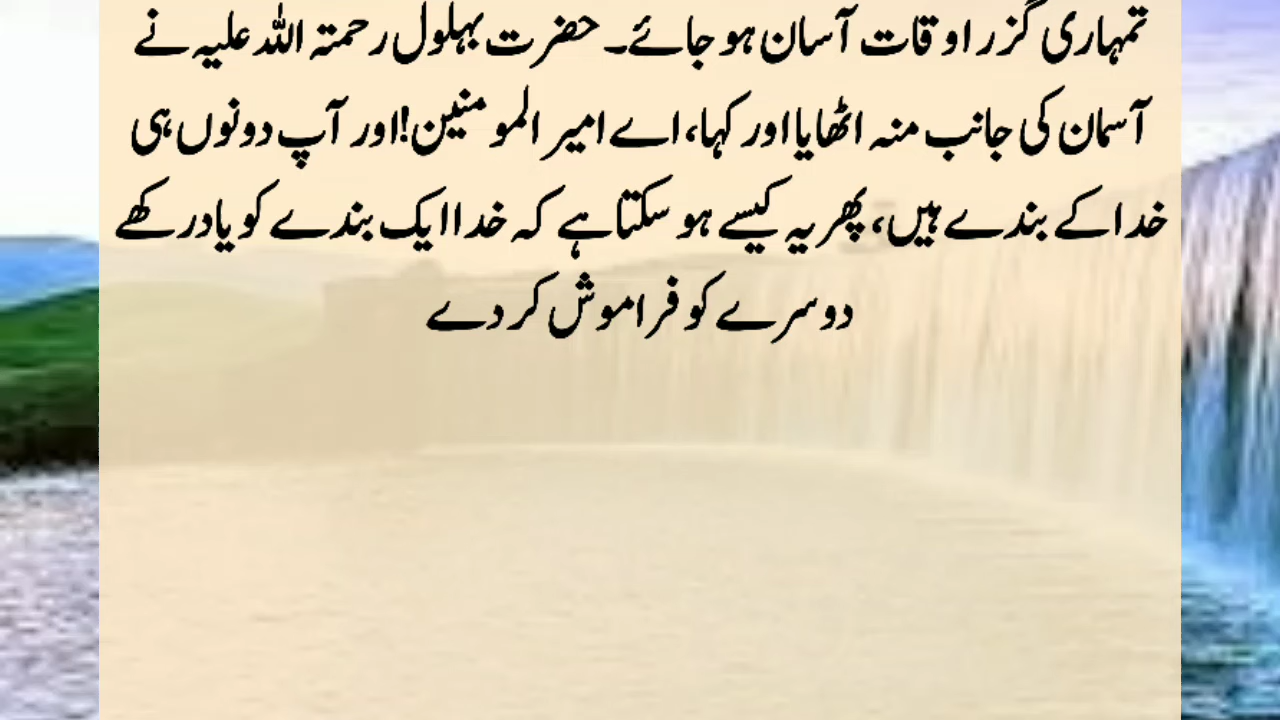 تمہاری گزر اوقات آسان ہو جائے۔ حضرت بہلول رحمتہ اللہ علیہ نے
آسمان کی جانب منہ اٹھایا اور کہا، اے امیر المومنین!اور آپ دونوں ہی
خدا کے بندے ہیں، پھر یہ کیسے ہو سکتا ہے کہ خدا ایک بندے کو یاد رکھے
دوسرے کو فراموش کر دے